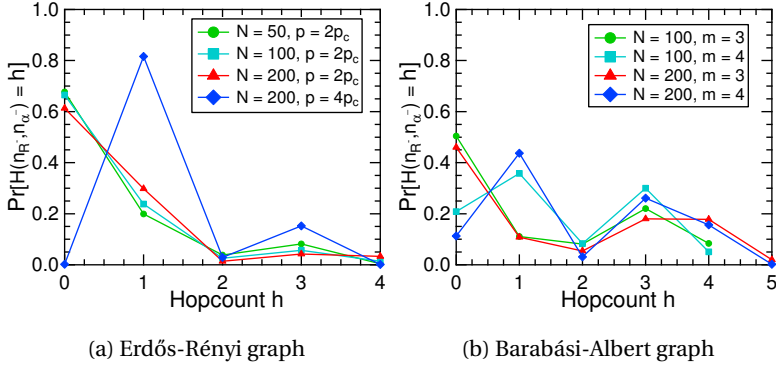 Pr[H(n_R-,n_α-) = h]
1.0
0.8
0.6
0.4
0.2
0.0
N = 50, p = 2p_c
N = 100, p = 2p_c
N = 200, p = 2p_c
N = 200, p = 4p_c
0 1 2 3 4
Hopcount h
(a) Erdős-Rényi graph
Pr[H(n_R-,n_α-) = h]
1.0
0.8
0.6
0.4
0.2
0.0
N = 100, m = 3
N = 100, m = 4
N = 200, m = 3
N = 200, m = 4
0 1 2 3 4 5
Hopcount h
(b) Barabási-Albert graph